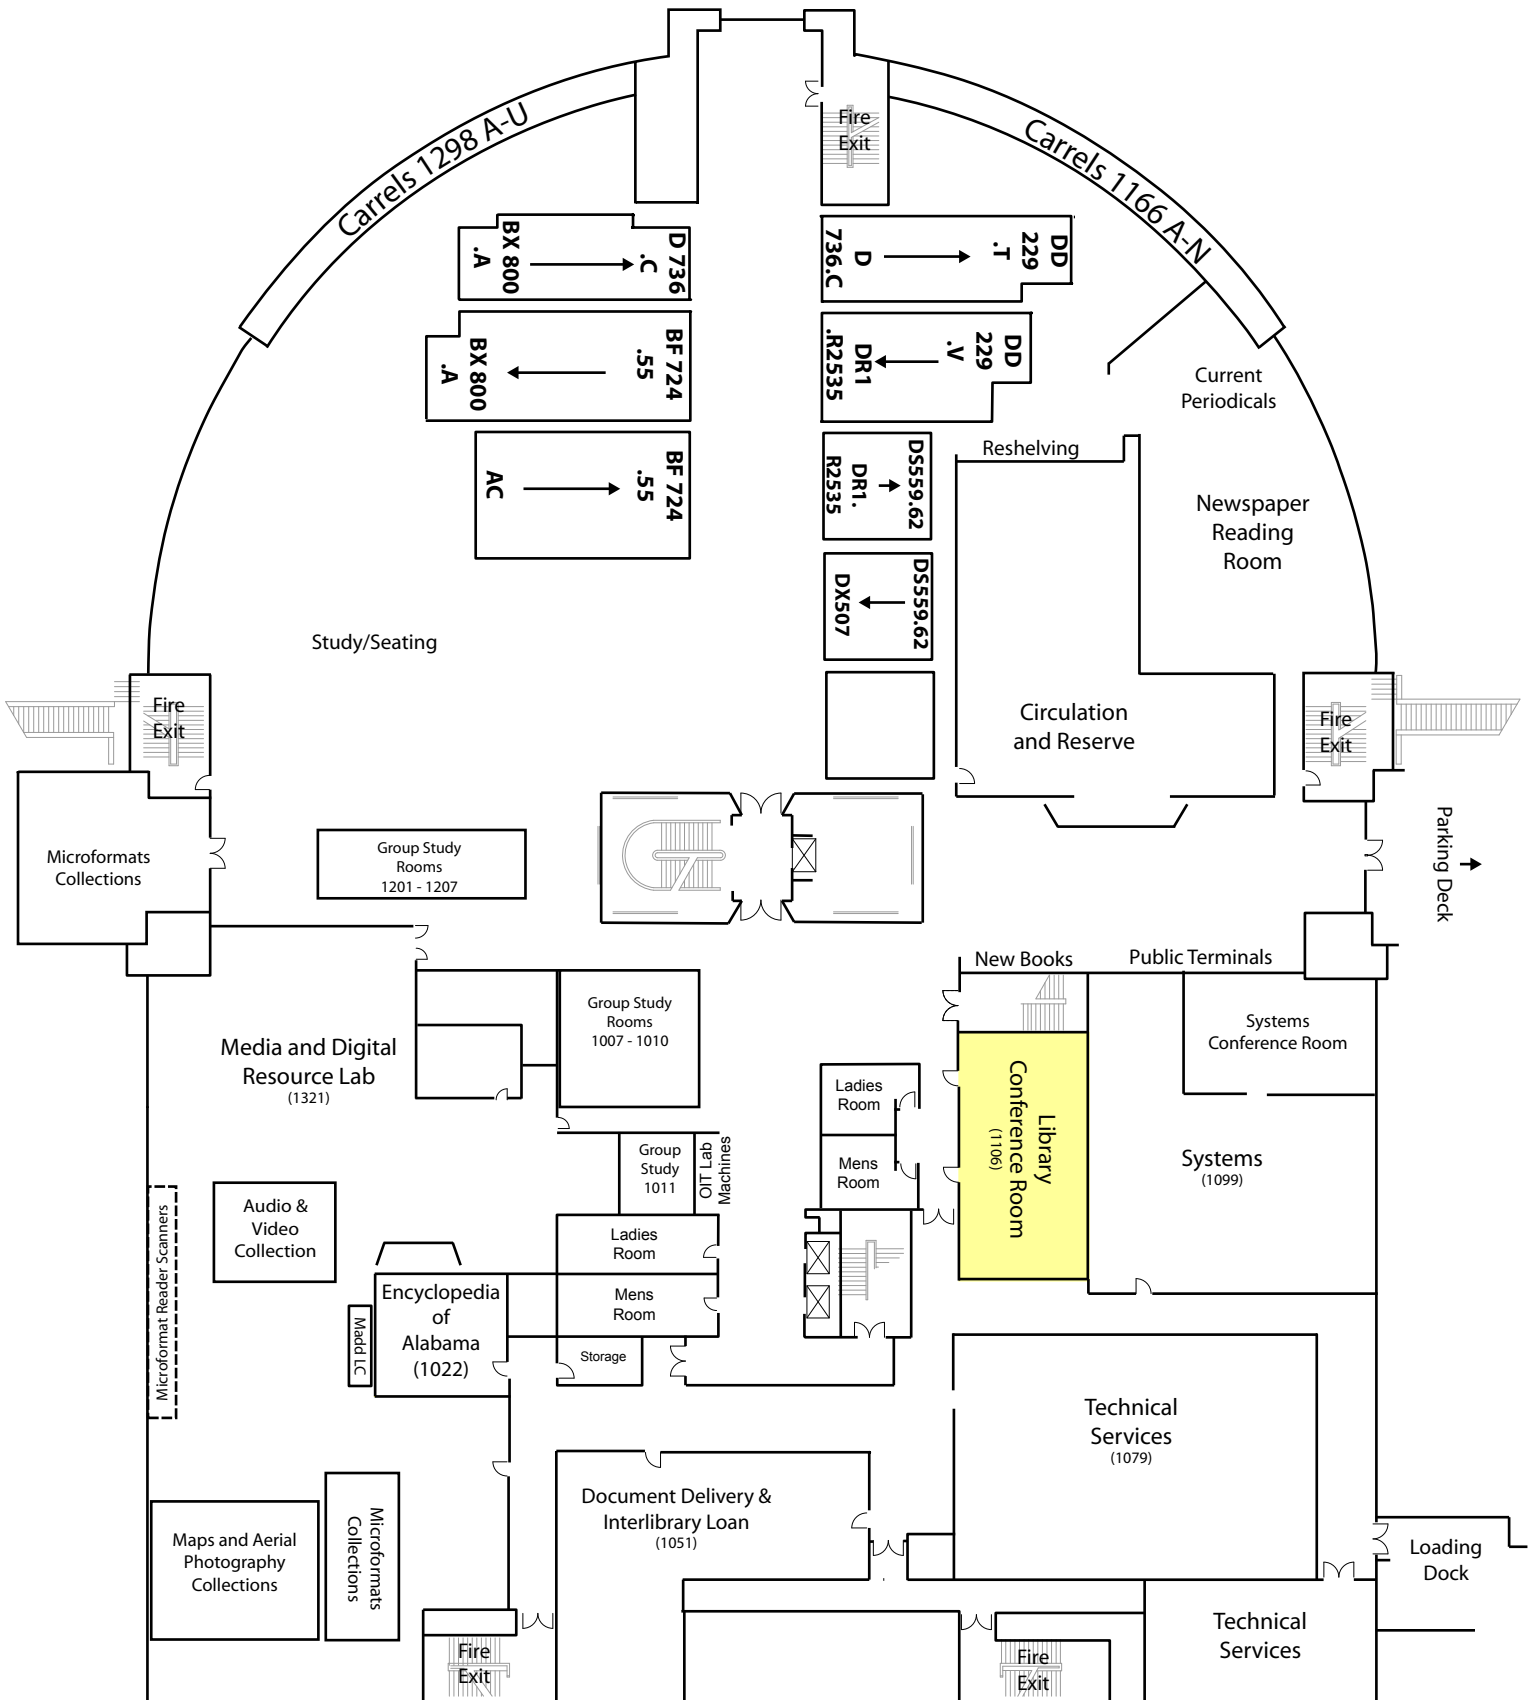 Carrels 1298 A-U
Fire
Exit
Carrels 1166 A-N
BX 800
.A
D 736
.C
D
736.C
DD
229
.T
BX 800
.A
BF 724
.55
DR1
.R2535
DD
229
.V
Current
Periodicals
AC
BF 724
.55
DR1.
R2535
DS559.62
Reshelving
Newspaper
Reading
Room
DX507
DS559.62
Study/Seating
Fire
Exit
Circulation
and Reserve
Fire
Exit
Microformats
Collections
Group Study
Rooms
1201 - 1207
Parking Deck
New Books
Public Terminals
Group Study
Rooms
1007 - 1010
Systems
Conference Room
Media and Digital
Resource Lab
(1321)
Ladies
Room
Library
Conference Room
(1106)
Group
Study
1011
OIT Lab
Machines
Mens
Room
Systems
(1099)
Audio &
Video
Collection
Microformat Reader Scanners
Ladies
Room
Encyclopedia
of
Alabama
(1022)
Madd LC
Mens
Room
Storage
Technical
Services
(1079)
Document Delivery &
Interlibrary Loan
(1051)
Maps and Aerial
Photography
Collections
Microformats
Collections
Loading
Dock
Technical
Services
Fire
Exit
Fire
Exit